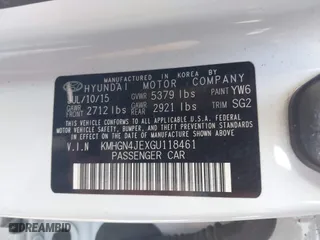 MANUFACTURED IN KOREA BY
HYUNDAI MOTOR COMPANY
JUL/10/15 GVWR 5379 lbs PAINT YW6
GAWR FRONT 2712 lbs GAWR REAR 2921 lbs TRIM SG2
THIS VEHICLE CONFORMS TO ALL APPLICABLE
FEDERAL MOTOR VEHICLE SAFETY, BUMPER, AND
THEFT PREVENTION STANDARDS IN EFFECT ON
THE DATE OF MANUFACTURE SHOWN ABOVE.
V.I.N KMHGN4JEXGU118461
PASSENGER CAR
© AUTOBIDMASTER